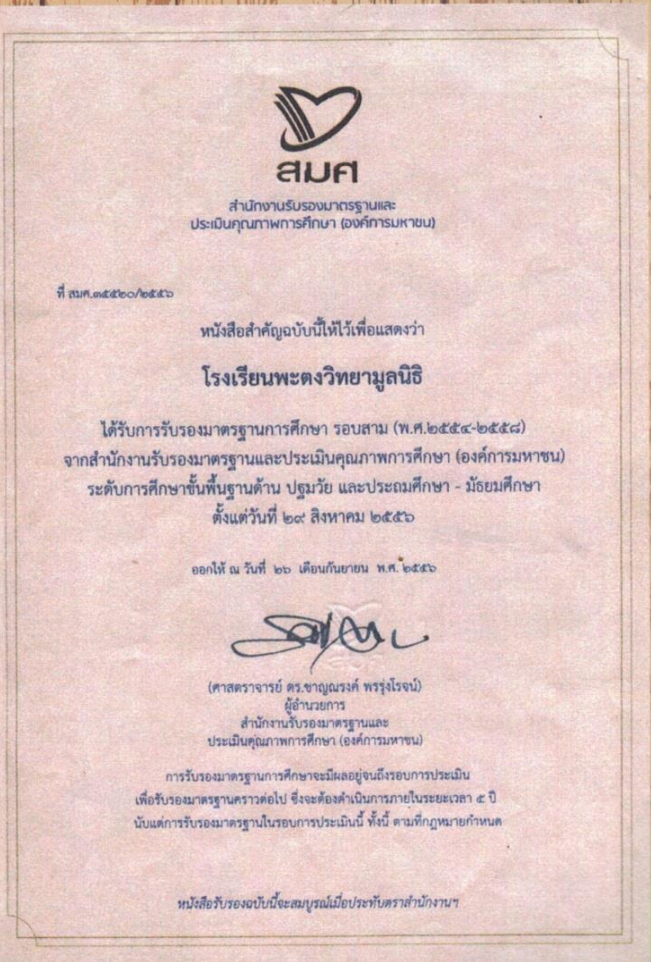 สมศ
สำนักงานรับรองมาตรฐานและ
ประเมินคุณภาพการศึกษา (องค์การมหาชน)
ที่ สมศ.๓๕๕๒๐/๒๕๕๖
หนังสือสำคัญฉบับนี้ให้ไว้เพื่อแสดงว่า
โรงเรียนพะตงวิทยามูลนิธิ
ได้รับการรับรองมาตรฐานการศึกษา รอบสาม (พ.ศ.๒๕๕๔-๒๕๕๘)
จากสำนักงานรับรองมาตรฐานและประเมินคุณภาพการศึกษา (องค์การมหาชน)
ระดับการศึกษาขั้นพื้นฐานด้าน ปฐมวัย และประถมศึกษา - มัธยมศึกษา
ตั้งแต่วันที่ ๒๙ สิงหาคม ๒๕๕๖
ออกให้ ณ วันที่ ๒๖ เดือนกันยายน พ.ศ. ๒๕๕๖
(ศาสตราจารย์ ดร.ชาญณรงค์ พรรุ่งโรจน์)
ผู้อำนวยการ
สำนักงานรับรองมาตรฐานและ
ประเมินคุณภาพการศึกษา (องค์การมหาชน)
การรับรองมาตรฐานการศึกษาจะมีผลอยู่จนถึงรอบการประเมิน
เพื่อรับรองมาตรฐานคราวต่อไป ซึ่งจะต้องดำเนินการภายในระยะเวลา ๕ ปี
นับแต่การรับรองมาตรฐานในรอบการประเมินนี้ ทั้งนี้ ตามที่กฎหมายกำหนด
หนังสือรับรองฉบับนี้จะสมบูรณ์เมื่อประทับตราสำนักงานฯ